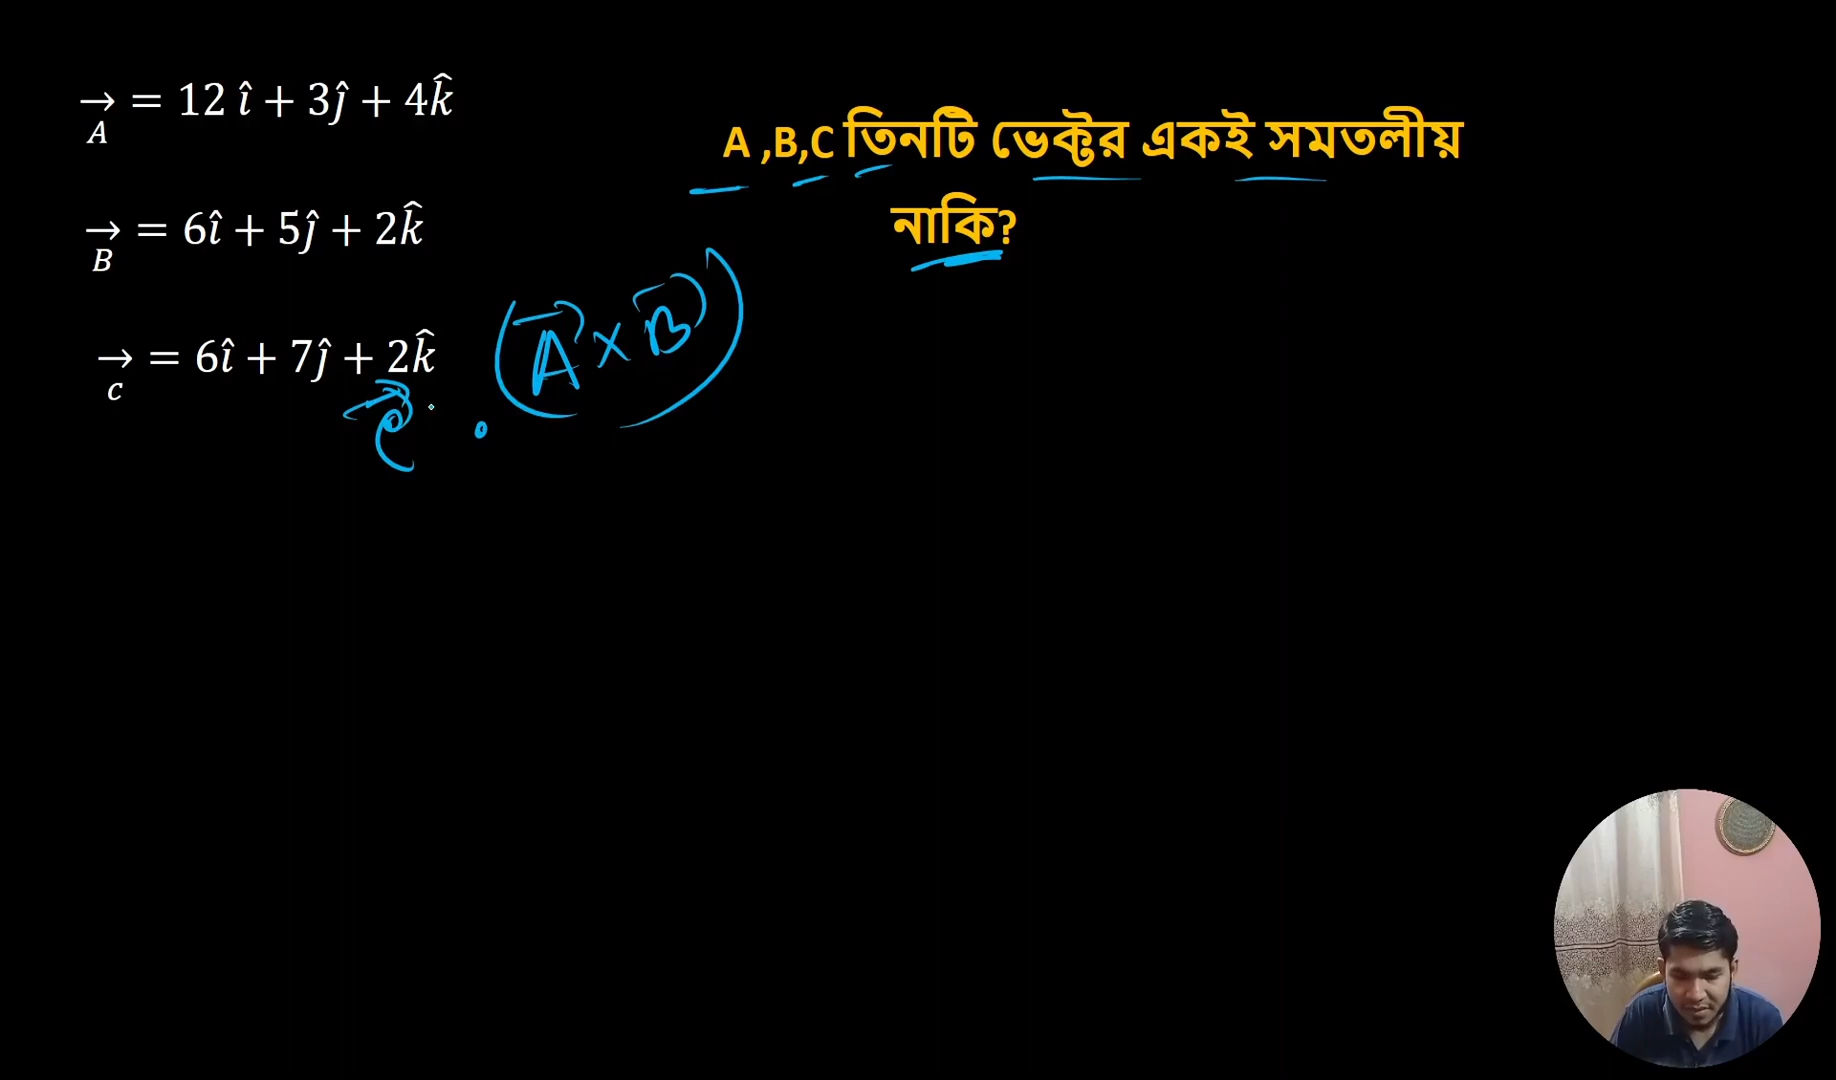 →A = 12 î + 3ĵ + 4k̂
A ,B,C তিনটি ভেক্টর একই সমতলীয়
নাকি?
→B = 6î + 5ĵ + 2k̂
→c = 6î + 7ĵ + 2k̂
C⃗ . (A⃗ × B⃗)